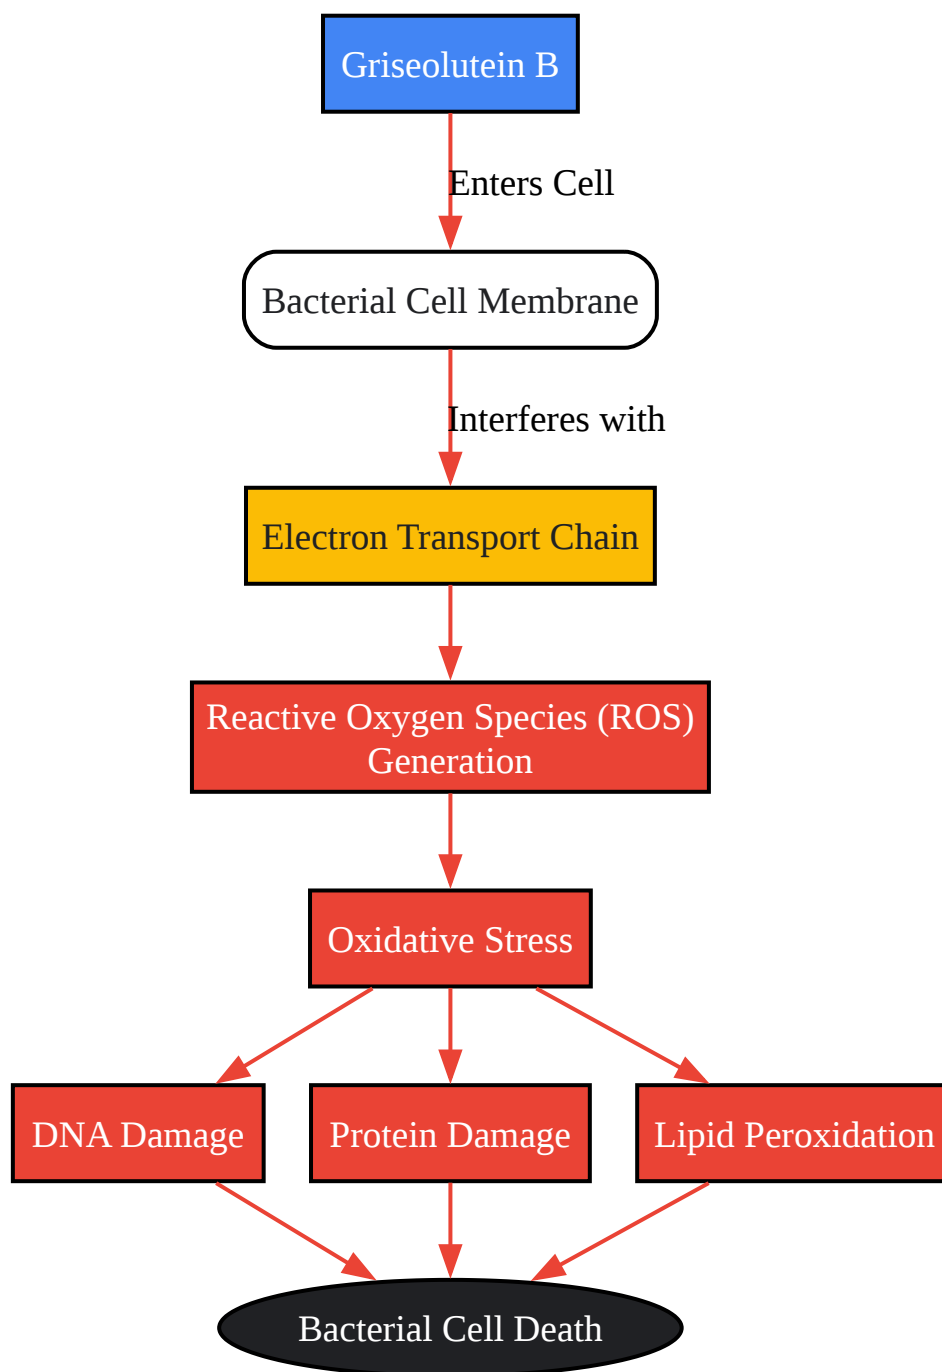 Griseolutein B
Enters Cell
Bacterial Cell Membrane
Interferes with
Electron Transport Chain
Reactive Oxygen Species (ROS)
Generation
Oxidative Stress
DNA Damage
Protein Damage
Lipid Peroxidation
Bacterial Cell Death